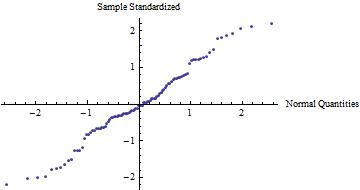 Sample Standardized
2
1
Normal Quantities
-2 -1 1 2
-1
-2